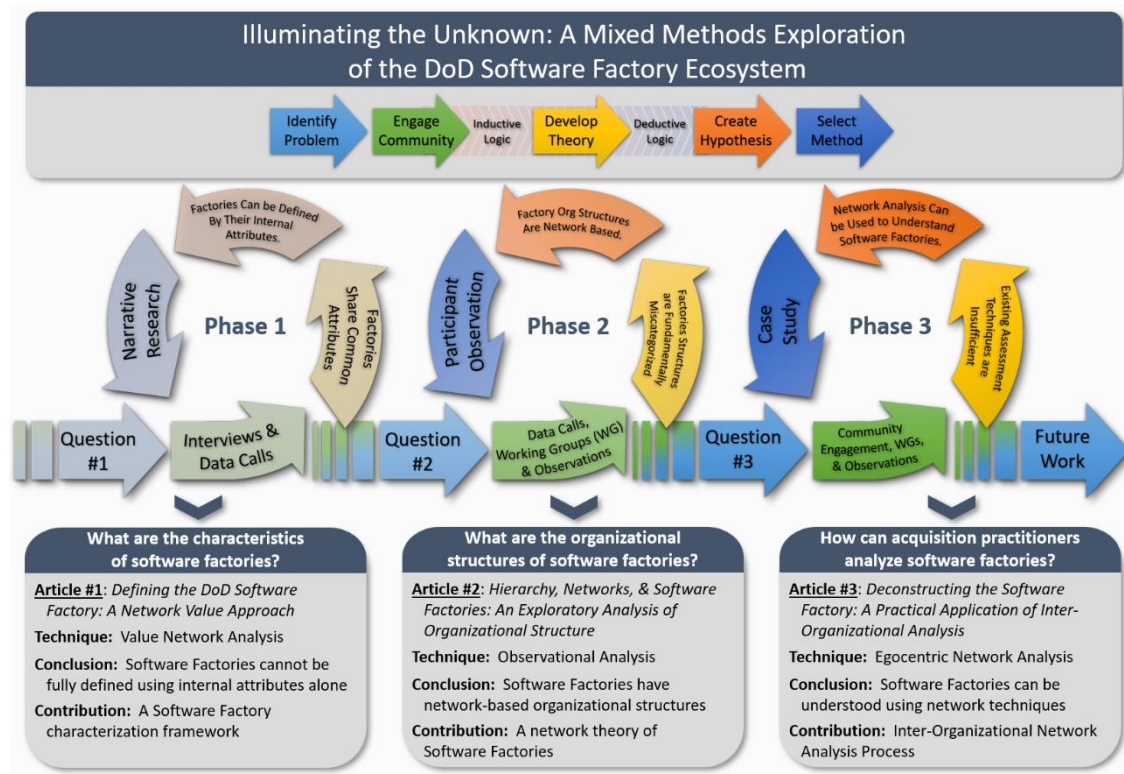 Illuminating the Unknown: A Mixed Methods Exploration
of the DoD Software Factory Ecosystem
Identify
Problem
Engage
Community
Inductive
Logic
Develop
Theory
Deductive
Logic
Create
Hypothesis
Select
Method
Factories Can be Defined
By Their Internal
Attributes.
Narrative
Research
Phase 1
Factories
Share Common
Attributes
Factory Org Structures
Are Network Based.
Participant
Observation
Phase 2
Factories Structures
are Fundamentally
Miscategorized
Network Analysis Can
be Used to Understand
Software Factories.
Case
Study
Phase 3
Existing Assessment
Techniques are
Insufficient
Question
#1
Interviews &
Data Calls
Question
#2
Data Calls,
Working Groups (WG)
& Observations
Question
#3
Community
Engagement, WGs,
& Observations
Future
Work
What are the characteristics
of software factories?
Article #1: Defining the DoD Software
Factory: A Network Value Approach
Technique: Value Network Analysis
Conclusion: Software Factories cannot be
fully defined using internal attributes alone
Contribution: A Software Factory
characterization framework
What are the organizational
structures of software factories?
Article #2: Hierarchy, Networks, & Software
Factories: An Exploratory Analysis of
Organizational Structure
Technique: Observational Analysis
Conclusion: Software Factories have
network-based organizational structures
Contribution: A network theory of
Software Factories
How can acquisition practitioners
analyze software factories?
Article #3: Deconstructing the Software
Factory: A Practical Application of Inter-
Organizational Analysis
Technique: Egocentric Network Analysis
Conclusion: Software Factories can be
understood using network techniques
Contribution: Inter-Organizational Network
Analysis Process